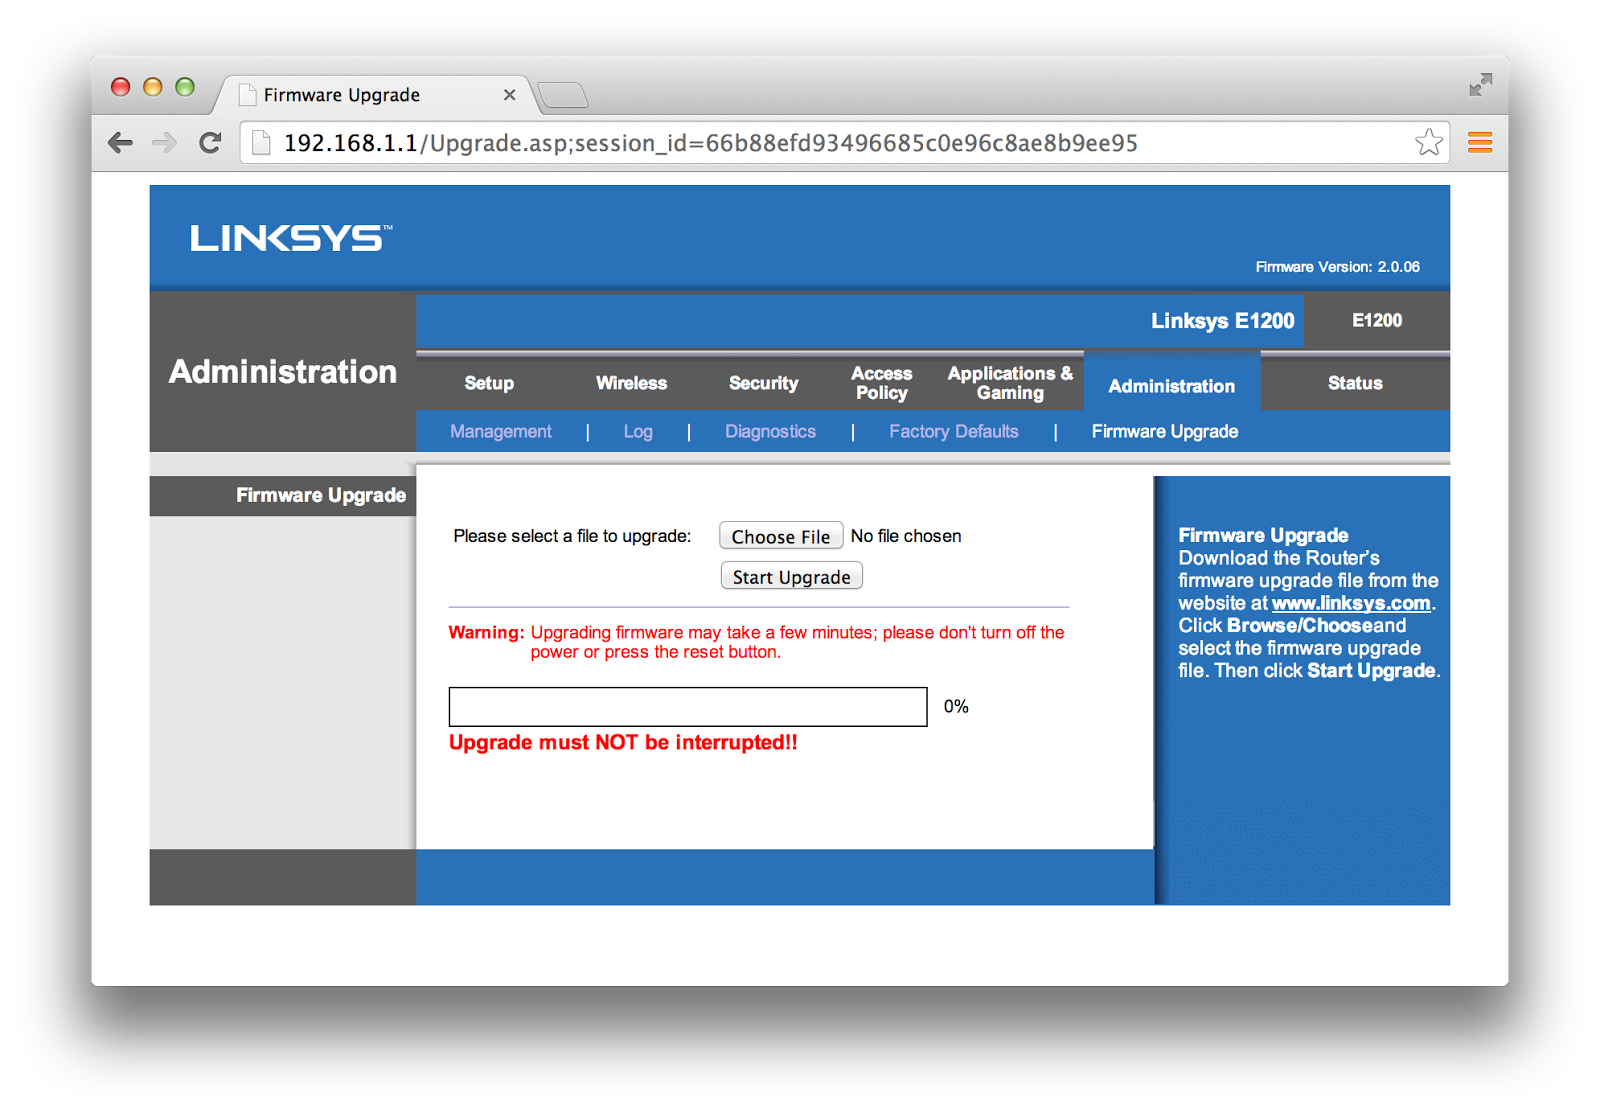 Firmware Upgrade
192.168.1.1/Upgrade.asp;session_id=66b88efd93496685c0e96c8ae8b9ee95
LINKSYS™
Firmware Version: 2.0.06
Linksys E1200 E1200
Administration
Setup Wireless Security Access Policy Applications & Gaming Administration Status
Management | Log | Diagnostics | Factory Defaults | Firmware Upgrade
Firmware Upgrade
Please select a file to upgrade: Choose File No file chosen
Start Upgrade
Warning: Upgrading firmware may take a few minutes; please don't turn off the
power or press the reset button.
0%
Upgrade must NOT be interrupted!!
Firmware Upgrade
Download the Router's
firmware upgrade file from the
website at www.linksys.com.
Click Browse/Chooseand
select the firmware upgrade
file. Then click Start Upgrade.